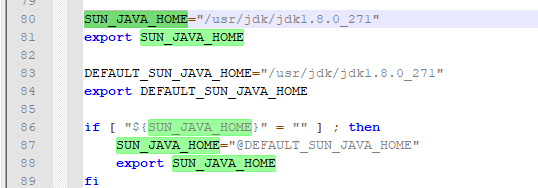 80 SUN_JAVA_HOME="/usr/jdk/jdk1.8.0_271"
81 export SUN_JAVA_HOME
82
83 DEFAULT_SUN_JAVA_HOME="/usr/jdk/jdk1.8.0_271"
84 export DEFAULT_SUN_JAVA_HOME
85
86 if [ "${SUN_JAVA_HOME}" = "" ] ; then
87 SUN_JAVA_HOME="@DEFAULT_SUN_JAVA_HOME"
88 export SUN_JAVA_HOME
89 fi